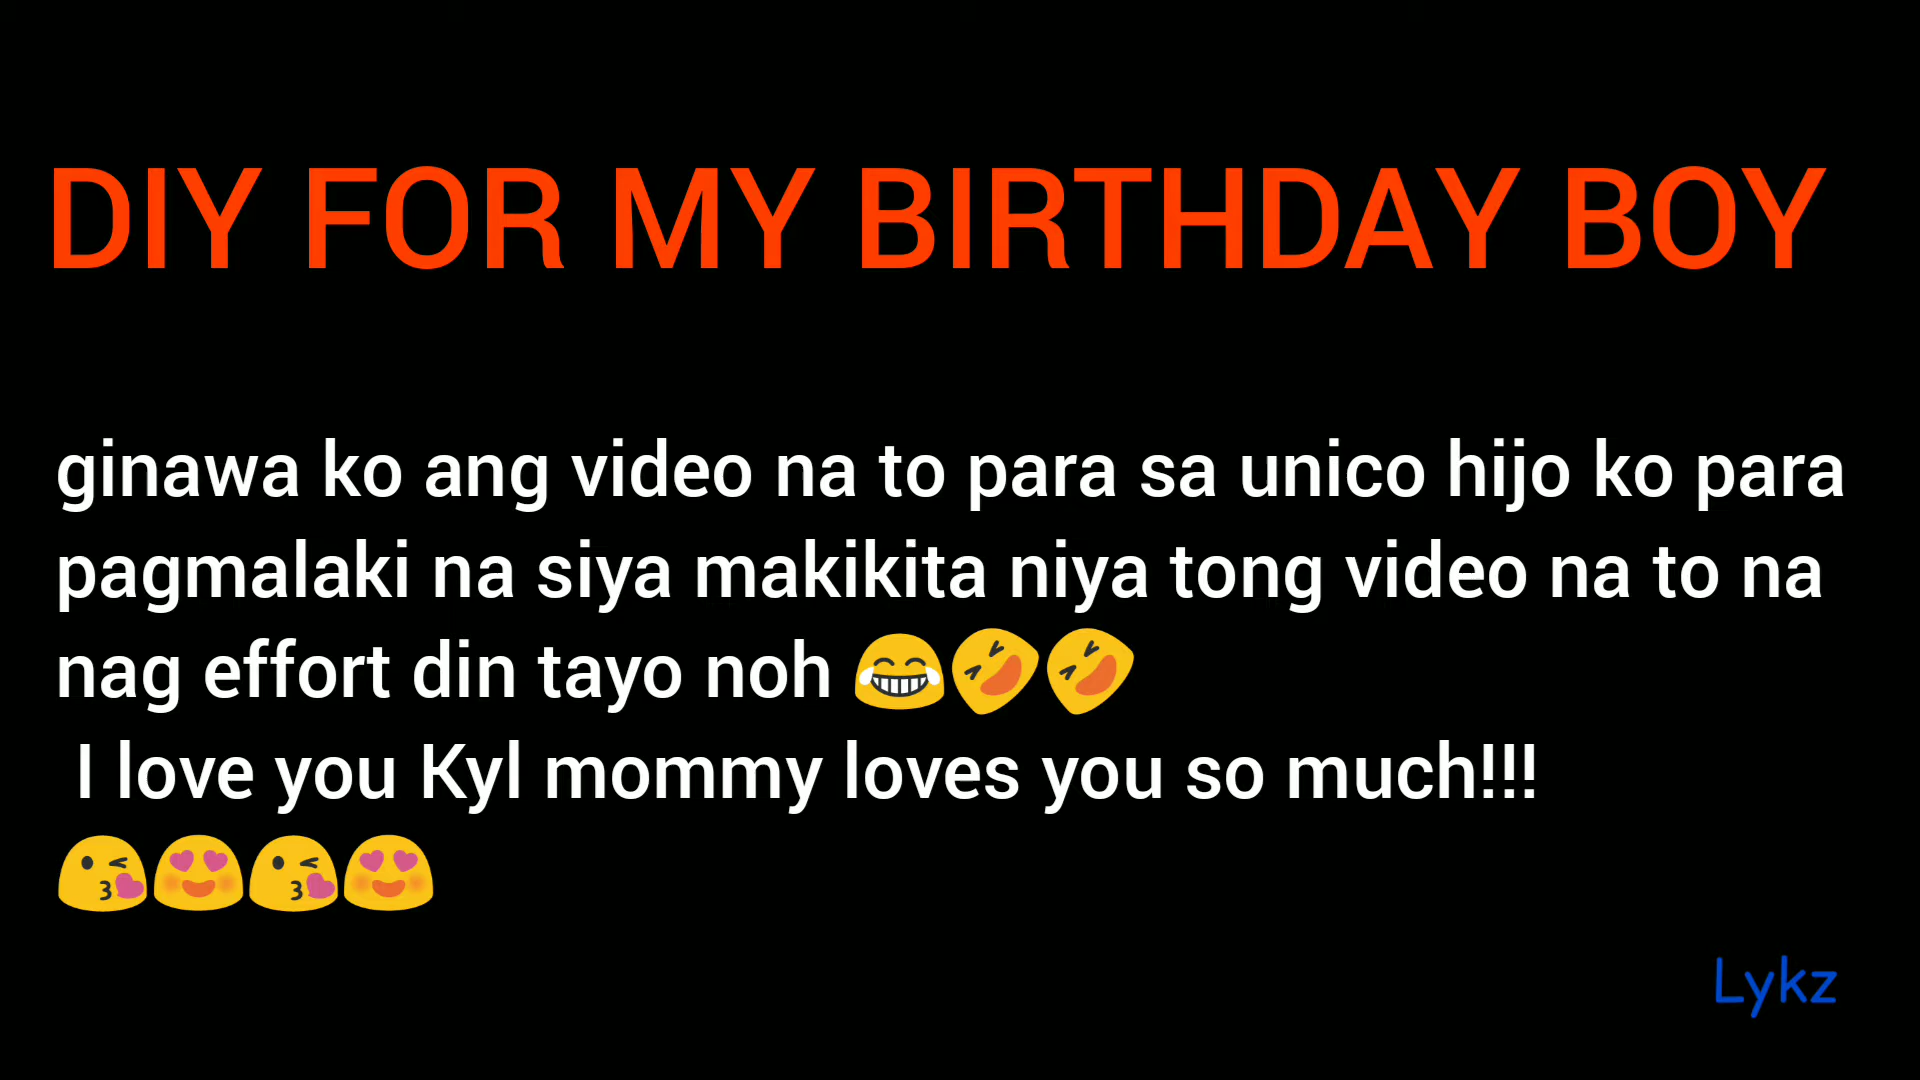 DIY FOR MY BIRTHDAY BOY
ginawa ko ang video na to para sa unico hijo ko para
pagmalaki na siya makikita niya tong video na to na
nag effort din tayo noh 😂🤣🤣
I love you Kyl mommy loves you so much!!!
😘😍😘😍
Lykz